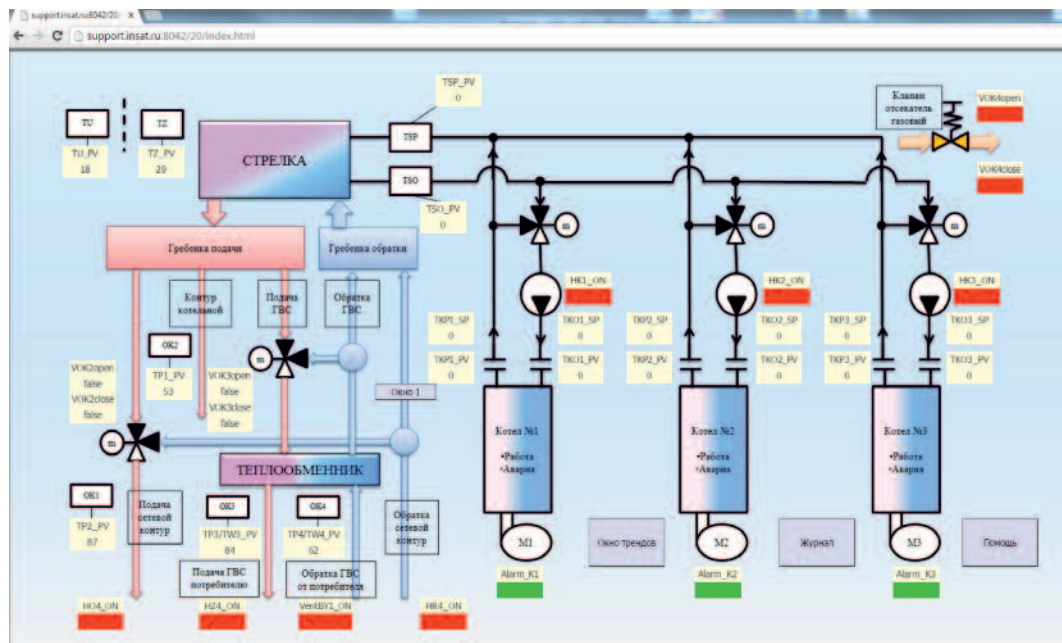 support.insat.ru:8042/20/
support.insat.ru:8042/20/index.html
TSP_PV
0
TU
TZ
TU_PV
18
TZ_PV
29
СТРЕЛКА
TSP
TSO
TSO_PV
0
Клапан
отсекатель
газовый
VOK4open
VOK4close
Гребенка подачи
Гребенка обратки
m
m
m
Контур
котельной
Подача
ГВС
Обратка
ГВС
HK1_ON
HK2_ON
HK3_ON
OK2
TP1_PV
53
m
TKP1_SP
0
TKO1_SP
0
TKP2_SP
0
TKO2_SP
0
TKP3_SP
0
TKO3_SP
0
TKP1_PV
0
TKO1_PV
0
TKP2_PV
0
TKO2_PV
0
TKP3_PV
0
TKO3_PV
0
VOK2open
false
VOK2close
false
VOK3open
false
VOK3close
false
Окно 1
m
Котел №1
•Работа
•Авария
Котел №2
•Работа
•Авария
Котел №3
•Работа
•Авария
ТЕПЛООБМЕННИК
OK1
TP2_PV
87
Подача
сетевой
контур
OK3
TP3/TW3_PV
84
OK4
TP4/TW4_PV
62
Обратка
сетевой
контур
M1
Окно трендов
M2
Журнал
M3
Помощь
Подача ГВС
потребителю
Обратка ГВС
от потребителя
Alarm_K1
Alarm_K2
Alarm_K3
HO4_ON
HZ4_ON
VentBY1_ON
HR4_ON